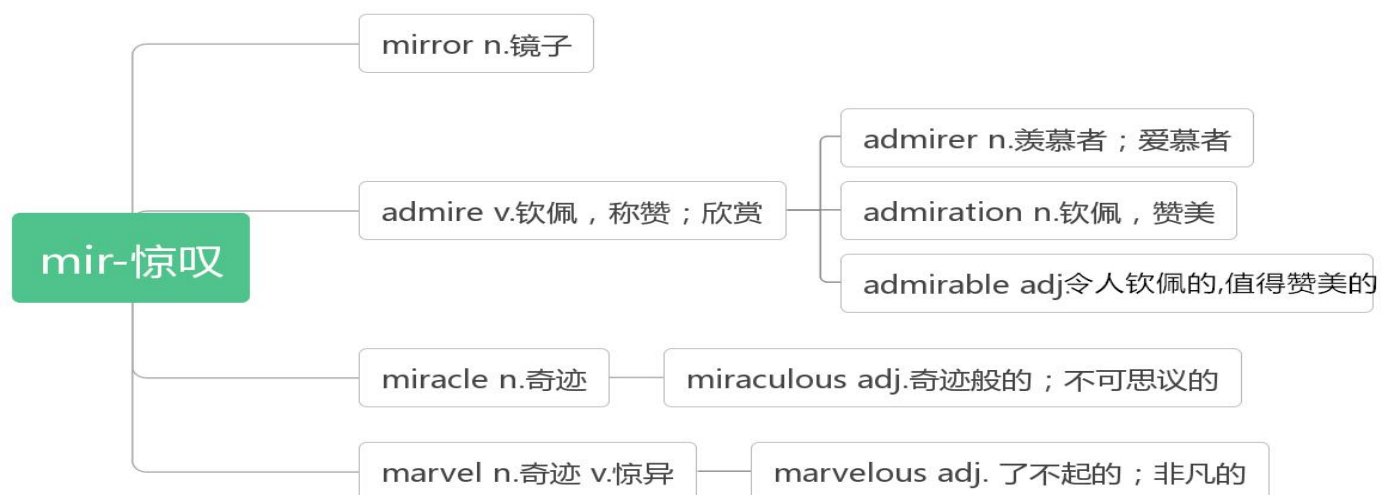 mirror n.镜子
admirer n.羡慕者；爱慕者
admire v.钦佩，称赞；欣赏
admiration n.钦佩，赞美
mir-惊叹
admirable adj.令人钦佩的,值得赞美的
miracle n.奇迹
miraculous adj.奇迹般的；不可思议的
marvel n.奇迹 v.惊异
marvelous adj. 了不起的；非凡的